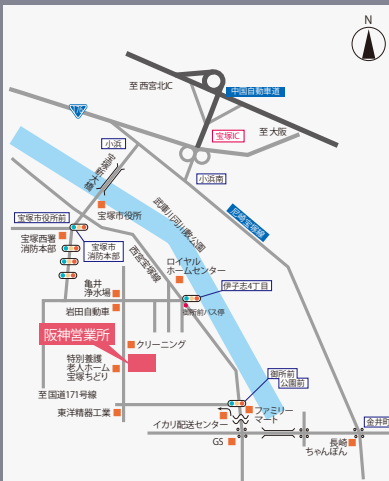 N
至 西宮北IC
中国自動車道
176
宝塚IC
至 大阪
小浜
小浜南
宝塚新大橋
武庫川河川敷公園
尼崎宝塚線
宝塚市役所
宝塚市役所前
宝塚西署
消防本部
宝塚市
消防本部
西宮宝塚線
ロイヤル
ホームセンター
亀井
浄水場
伊子志4丁目
御所前バス停
岩田自動車
阪神営業所
クリーニング
特別養護
老人ホーム
宝塚ちどり
御所前
公園前
至 国道171号線
東洋精器工業
ファミリー
マート
イカリ配送センター
金井町
GS
長崎
ちゃんぽん